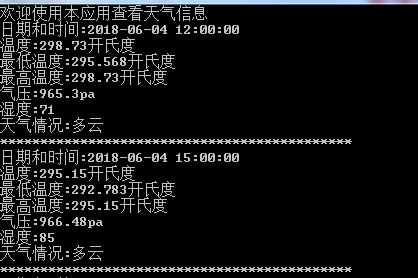 欢迎使用本应用查看天气信息
日期和时间:2018-06-04 12:00:00
温度:298.73开氏度
最低温度:295.568开氏度
最高温度:298.73开氏度
气压:965.3pa
湿度:71
天气情况:多云
**************************************************
日期和时间:2018-06-04 15:00:00
温度:295.15开氏度
最低温度:292.783开氏度
最高温度:295.15开氏度
气压:966.48pa
湿度:85
天气情况:多云
**************************************************